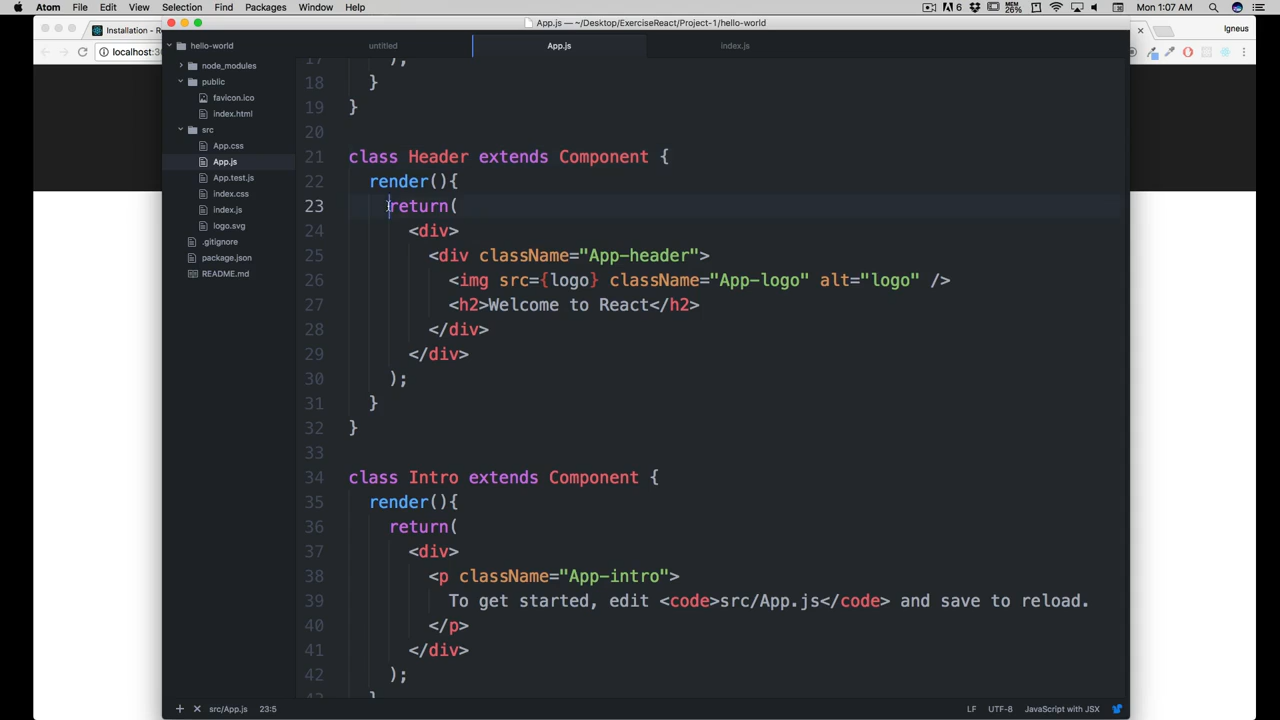 Atom File Edit View Selection Find Packages Window Help
6 MEM 26% Mon 1:07 AM
Installation - Re
App.js — ~/Desktop/ExerciseReact/Project-1/hello-world
Igneus
localhost:30
hello-world
untitled
App.js
index.js
node_modules
public
favicon.ico
index.html
src
App.css
App.js
App.test.js
index.css
index.js
logo.svg
.gitignore
package.json
README.md
17 );
18 }
19 }
20
21 class Header extends Component {
22 render(){
23 return(
24 <div>
25 <div className="App-header">
26 <img src={logo} className="App-logo" alt="logo" />
27 <h2>Welcome to React</h2>
28 </div>
29 </div>
30 );
31 }
32 }
33
34 class Intro extends Component {
35 render(){
36 return(
37 <div>
38 <p className="App-intro">
39 To get started, edit <code>src/App.js</code> and save to reload.
40 </p>
41 </div>
42 );
43 }
src/App.js 23:5
LF UTF-8 JavaScript with JSX